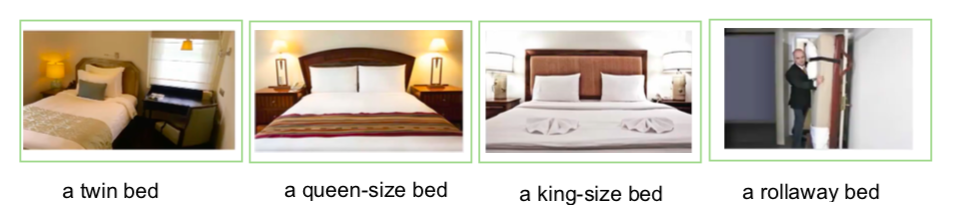 a twin bed
a queen-size bed
a king-size bed
a rollaway bed